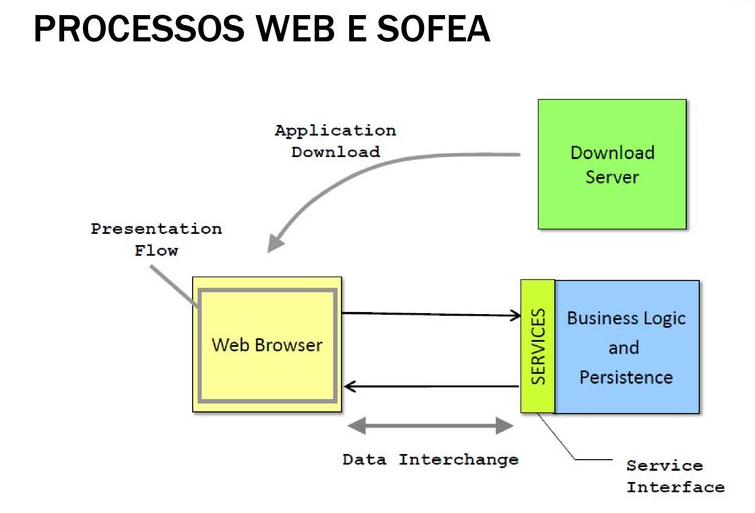 PROCESSOS WEB E SOFEA
Application
Download
Download
Server
Presentation
Flow
Web Browser
SERVICES
Business Logic
and
Persistence
Data Interchange
Service
Interface